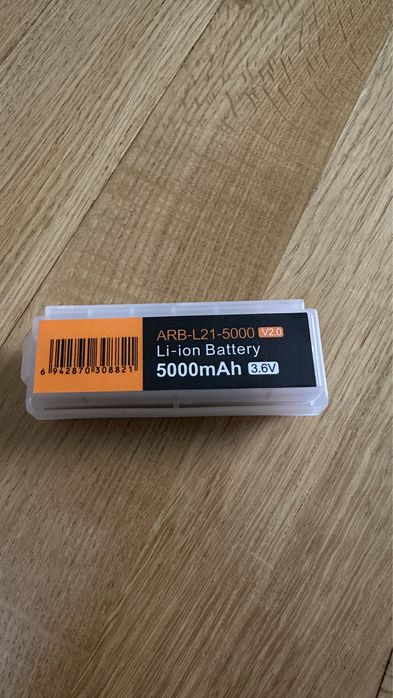 ARB-L21-5000 V2.0
Li-ion Battery
5000mAh 3.6V
6 942870 308821